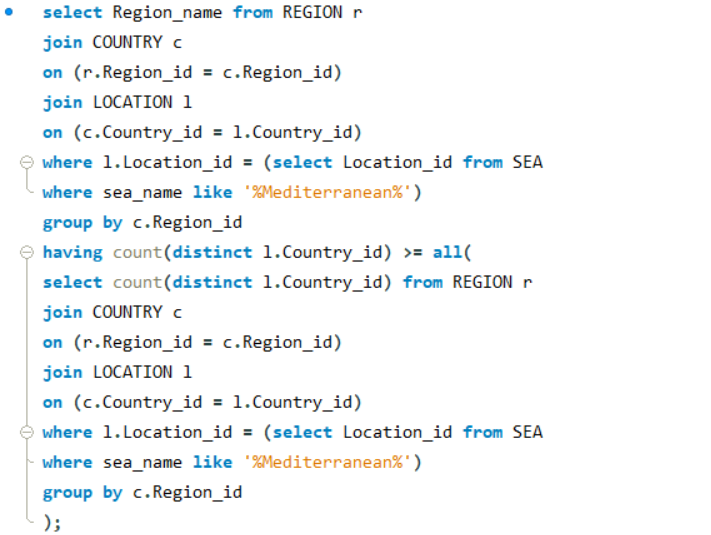 select Region_name from REGION r
join COUNTRY c
on (r.Region_id = c.Region_id)
join LOCATION l
on (c.Country_id = l.Country_id)
where l.Location_id = (select Location_id from SEA
where sea_name like '%Mediterranean%')
group by c.Region_id
having count(distinct l.Country_id) >= all(
select count(distinct l.Country_id) from REGION r
join COUNTRY c
on (r.Region_id = c.Region_id)
join LOCATION l
on (c.Country_id = l.Country_id)
where l.Location_id = (select Location_id from SEA
where sea_name like '%Mediterranean%')
group by c.Region_id
);